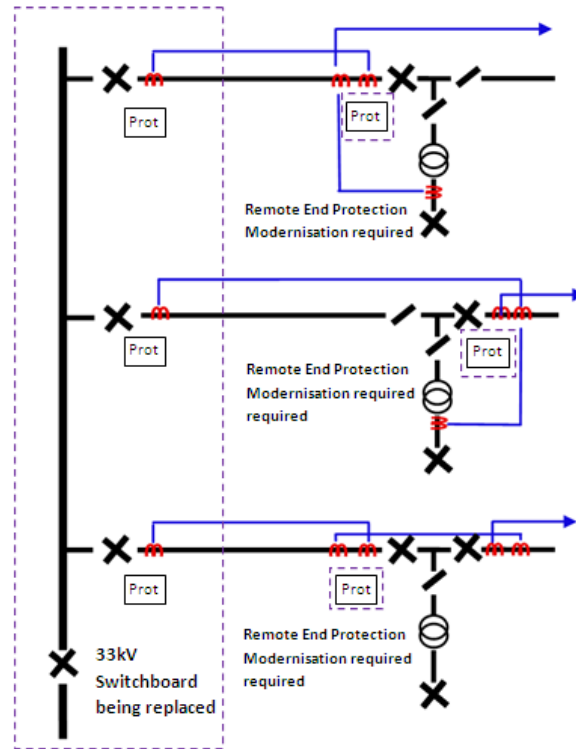 Prot
Prot
Remote End Protection
Modernisation required
Prot
Prot
Remote End Protection
Modernisation required
required
Prot
Prot
Remote End Protection
Modernisation required
required
33kV
Switchboard
being replaced